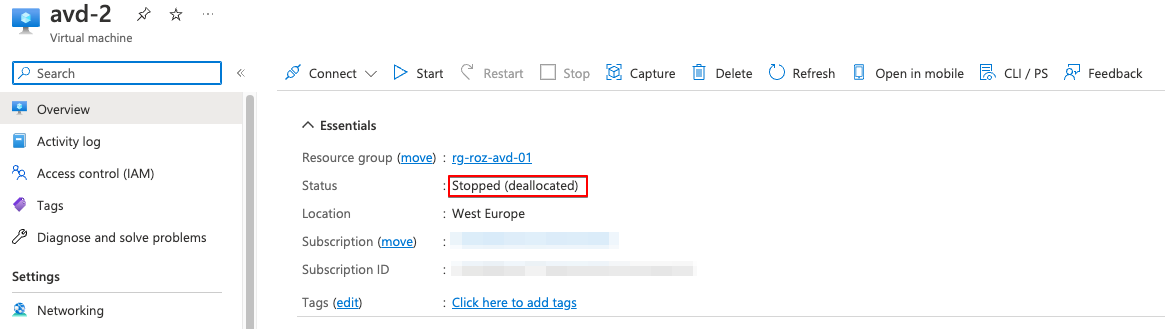 avd-2 ...
Virtual machine
Search
Connect Start Restart Stop Capture Delete Refresh Open in mobile CLI / PS Feedback
Overview
Activity log
Access control (IAM)
Tags
Diagnose and solve problems
Settings
Networking
Essentials
Resource group (move) : rg-roz-avd-01
Status : Stopped (deallocated)
Location : West Europe
Subscription (move) :
Subscription ID :
Tags (edit) : Click here to add tags